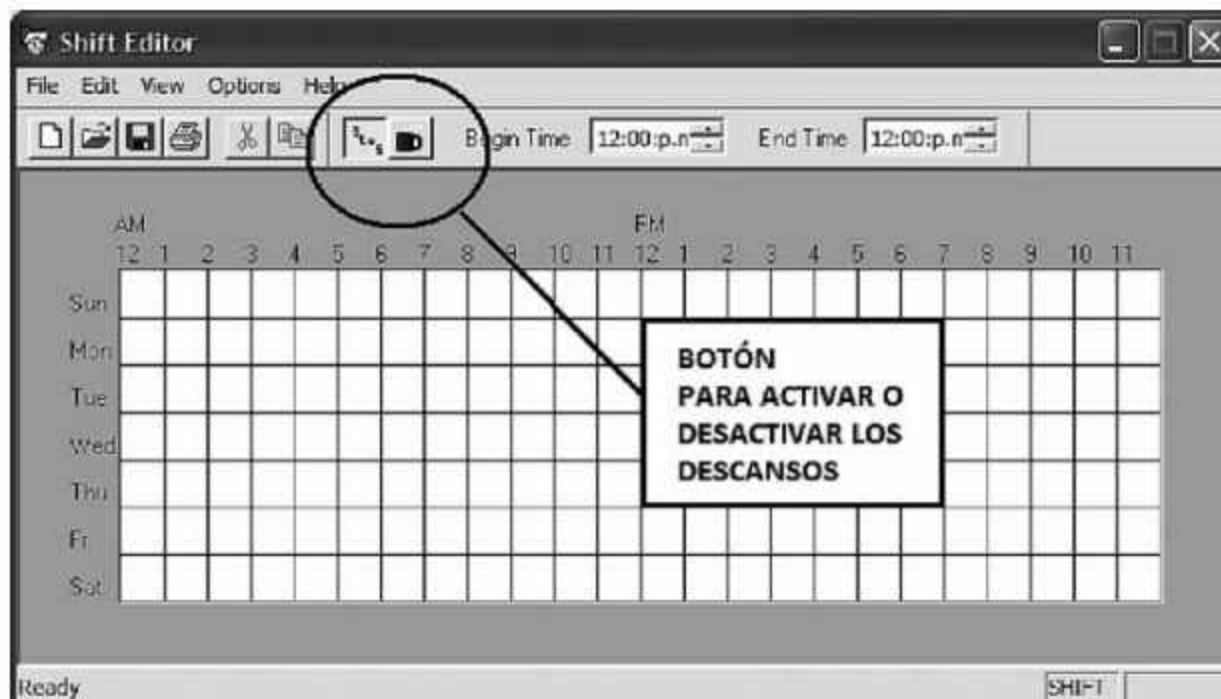 Shift Editor
File Edit View Options Help
Begin Time 12:00:p.n End Time 12:00:p.n
AM PM
12 1 2 3 4 5 6 7 8 9 10 11 12 1 2 3 4 5 6 7 8 9 10 11
Sun
Mon
Tue
Wed
Thu
Fri
Sat
BOTÓN
PARA ACTIVAR O
DESACTIVAR LOS
DESCANSOS
Ready SHIFT